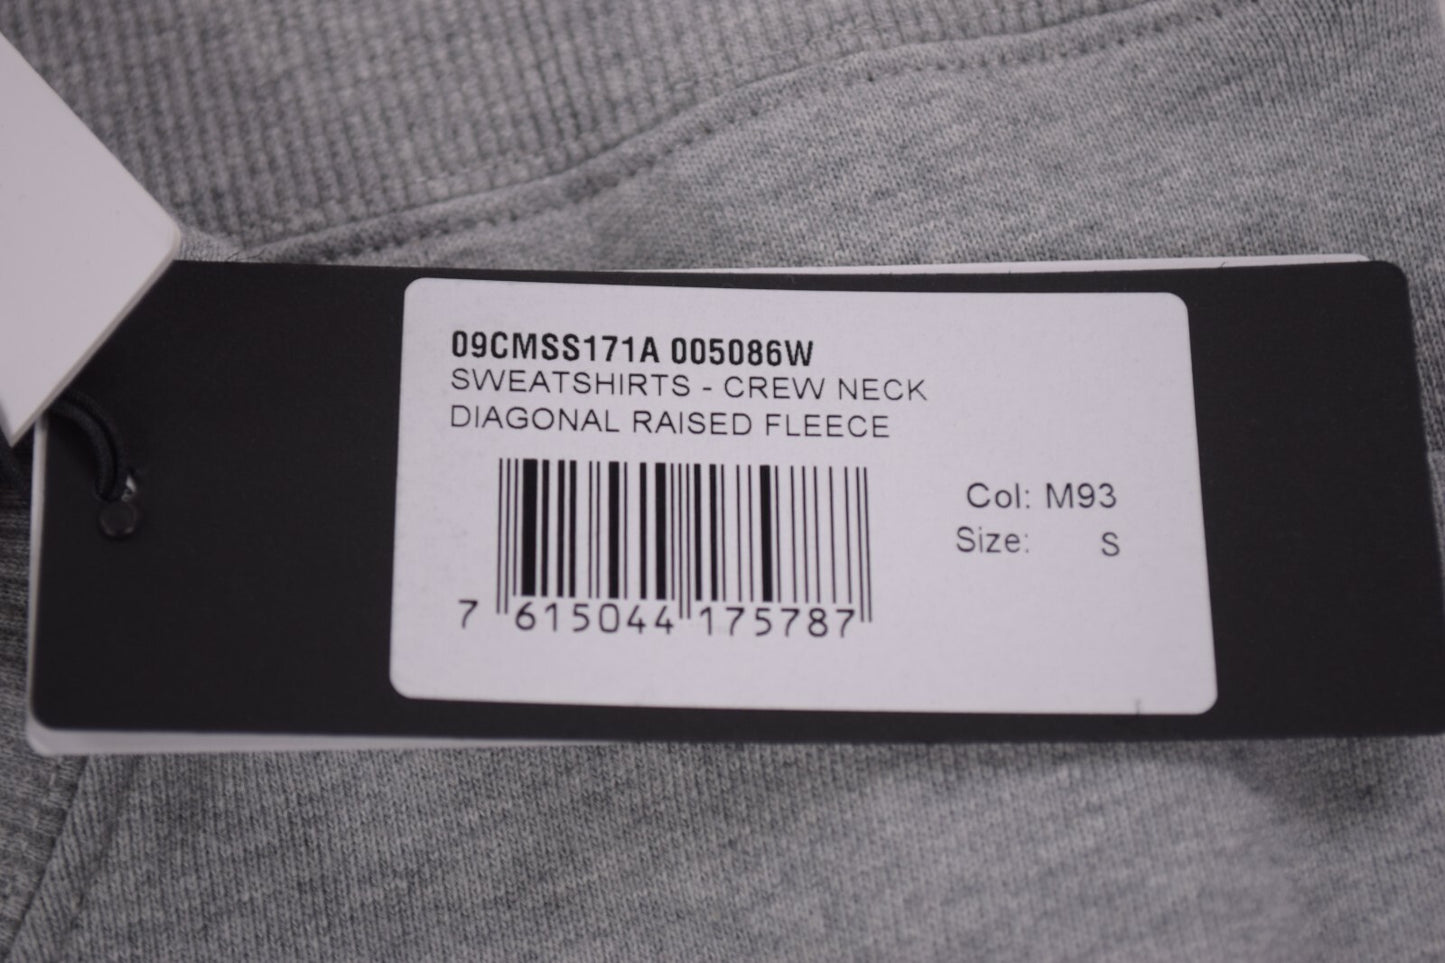 09CMSS171A 005086W
SWEATSHIRTS - CREW NECK
DIAGONAL RAISED FLEECE
Col: M93
Size: S
7 615044 175787